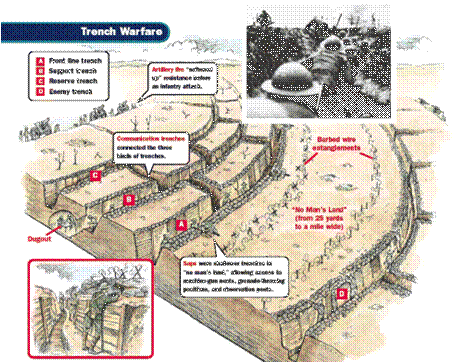 Trench Warfare
A Front line trench
B Support trench
C Reserve trench
D Enemy trench
Artillery fire "softened
up" resistance before
an infantry attack.
Communication trenches
connected the three
kinds of trenches.
Barbed wire
entanglements
C
B
A
"No Man's Land"
(from 25 yards
to a mile wide)
Dugout
Saps were shallower trenches in
"no man's land," allowing access to
machine-gun nests, grenade-throwing
positions, and observation posts.
D